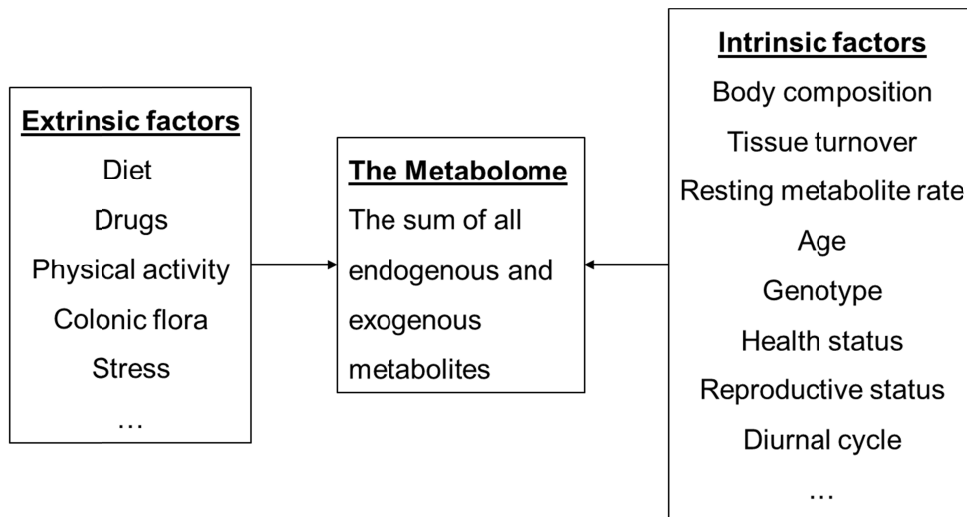 Extrinsic factors
Diet
Drugs
Physical activity
Colonic flora
Stress
...
The Metabolome
The sum of all
endogenous and
exogenous
metabolites
Intrinsic factors
Body composition
Tissue turnover
Resting metabolite rate
Age
Genotype
Health status
Reproductive status
Diurnal cycle
...